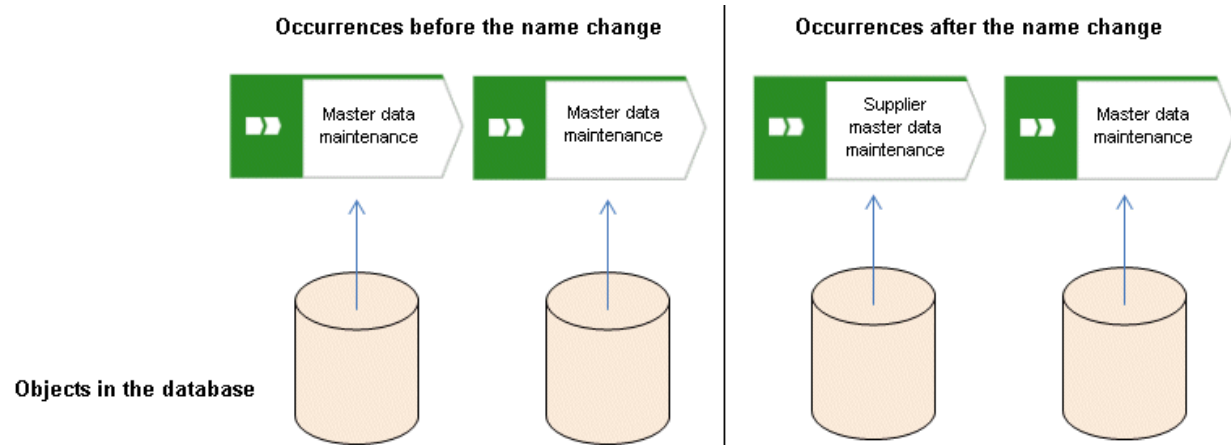 Occurrences before the name change
Occurrences after the name change
Master data
maintenance
Master data
maintenance
Supplier
master data
maintenance
Master data
maintenance
Objects in the database